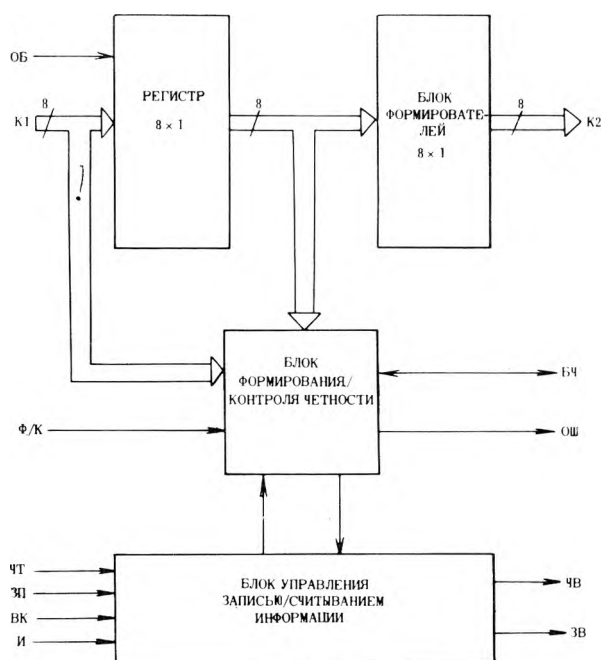 ОБ
К1
8
РЕГИСТР
8 × 1
8
БЛОК
ФОРМИРОВАТЕ-
ЛЕЙ
8 × 1
8
К2
БЛОК
ФОРМИРОВАНИЯ/
КОНТРОЛЯ ЧЕТНОСТИ
БЧ
Ф/К
ОШ
ЧТ
ЗП
ВК
И
БЛОК УПРАВЛЕНИЯ
ЗАПИСЬЮ/СЧИТЫВАНИЕМ
ИНФОРМАЦИИ
ЧВ
ЗВ